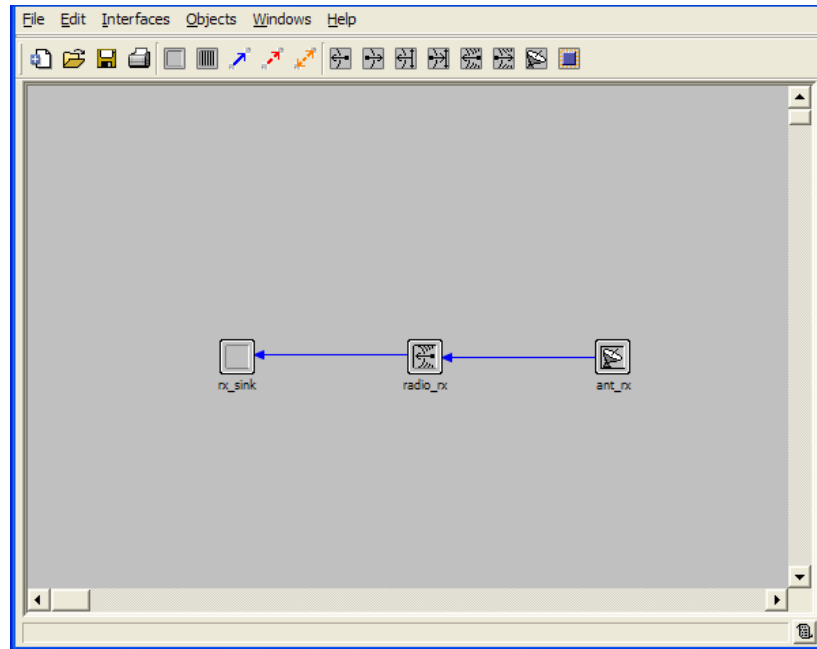 File Edit Interfaces Objects Windows Help
rx_sink radio_rx ant_rx